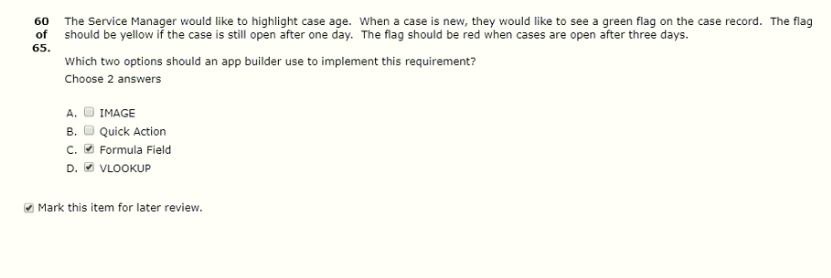 60 The Service Manager would like to highlight case age. When a case is new, they would like to see a green flag on the case record. The flag
of should be yellow if the case is still open after one day. The flag should be red when cases are open after three days.
65.
Which two options should an app builder use to implement this requirement?
Choose 2 answers
A. IMAGE
B. Quick Action
C. Formula Field
D. VLOOKUP
Mark this item for later review.